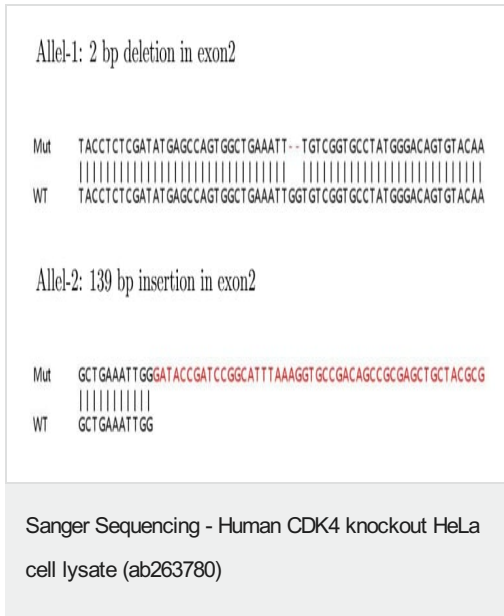 Allel-1: 2 bp deletion in exon2
Mut TACCTCTCGATATGAGCCAGTGGCTGAAATT--TGTCGGTGCCTATGGGACAGTGTACAA
WT TACCTCTCGATATGAGCCAGTGGCTGAAATTGGTGTCGGTGCCTATGGGACAGTGTACAA
Allel-2: 139 bp insertion in exon2
Mut GCTGAAATTGGGATACCGATCCGGCATTTAAAGGTGCCGACAGCCGCGAGCTGCTACGCG
WT GCTGAAATTGG
Sanger Sequencing - Human CDK4 knockout HeLa
cell lysate (ab263780)